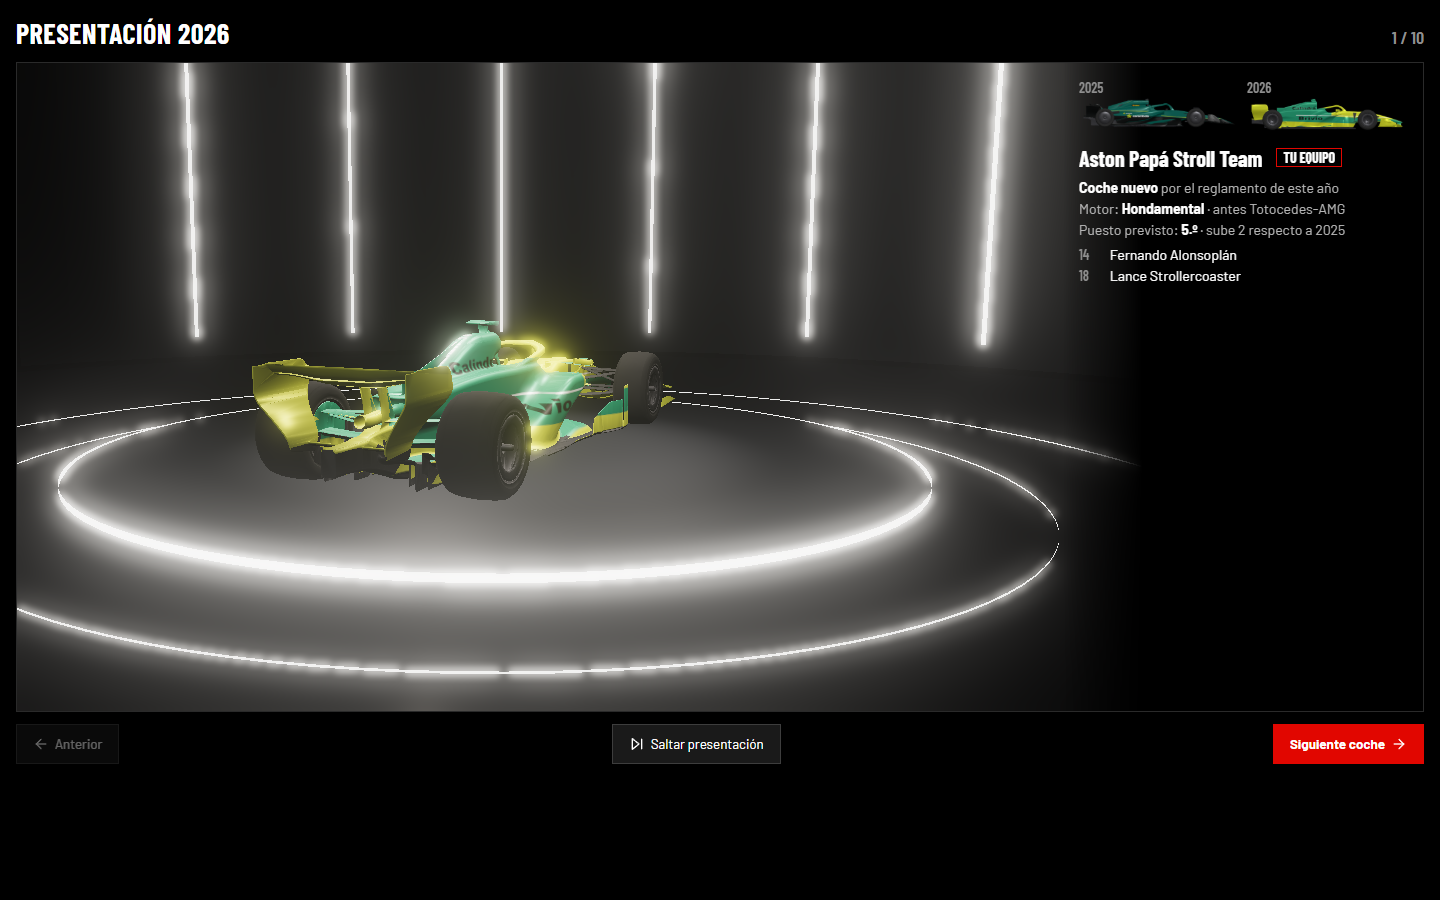 PRESENTACIÓN 2026
1 / 10
2025
2026
Aston Papá Stroll Team
TU EQUIPO
Coche nuevo por el reglamento de este año
Motor: Hondamental · antes Totocedes-AMG
Puesto previsto: 5.º · sube 2 respecto a 2025
14 Fernando Alonsoplán
18 Lance Strollercoaster
10
Anterior
Saltar presentación
Siguiente coche